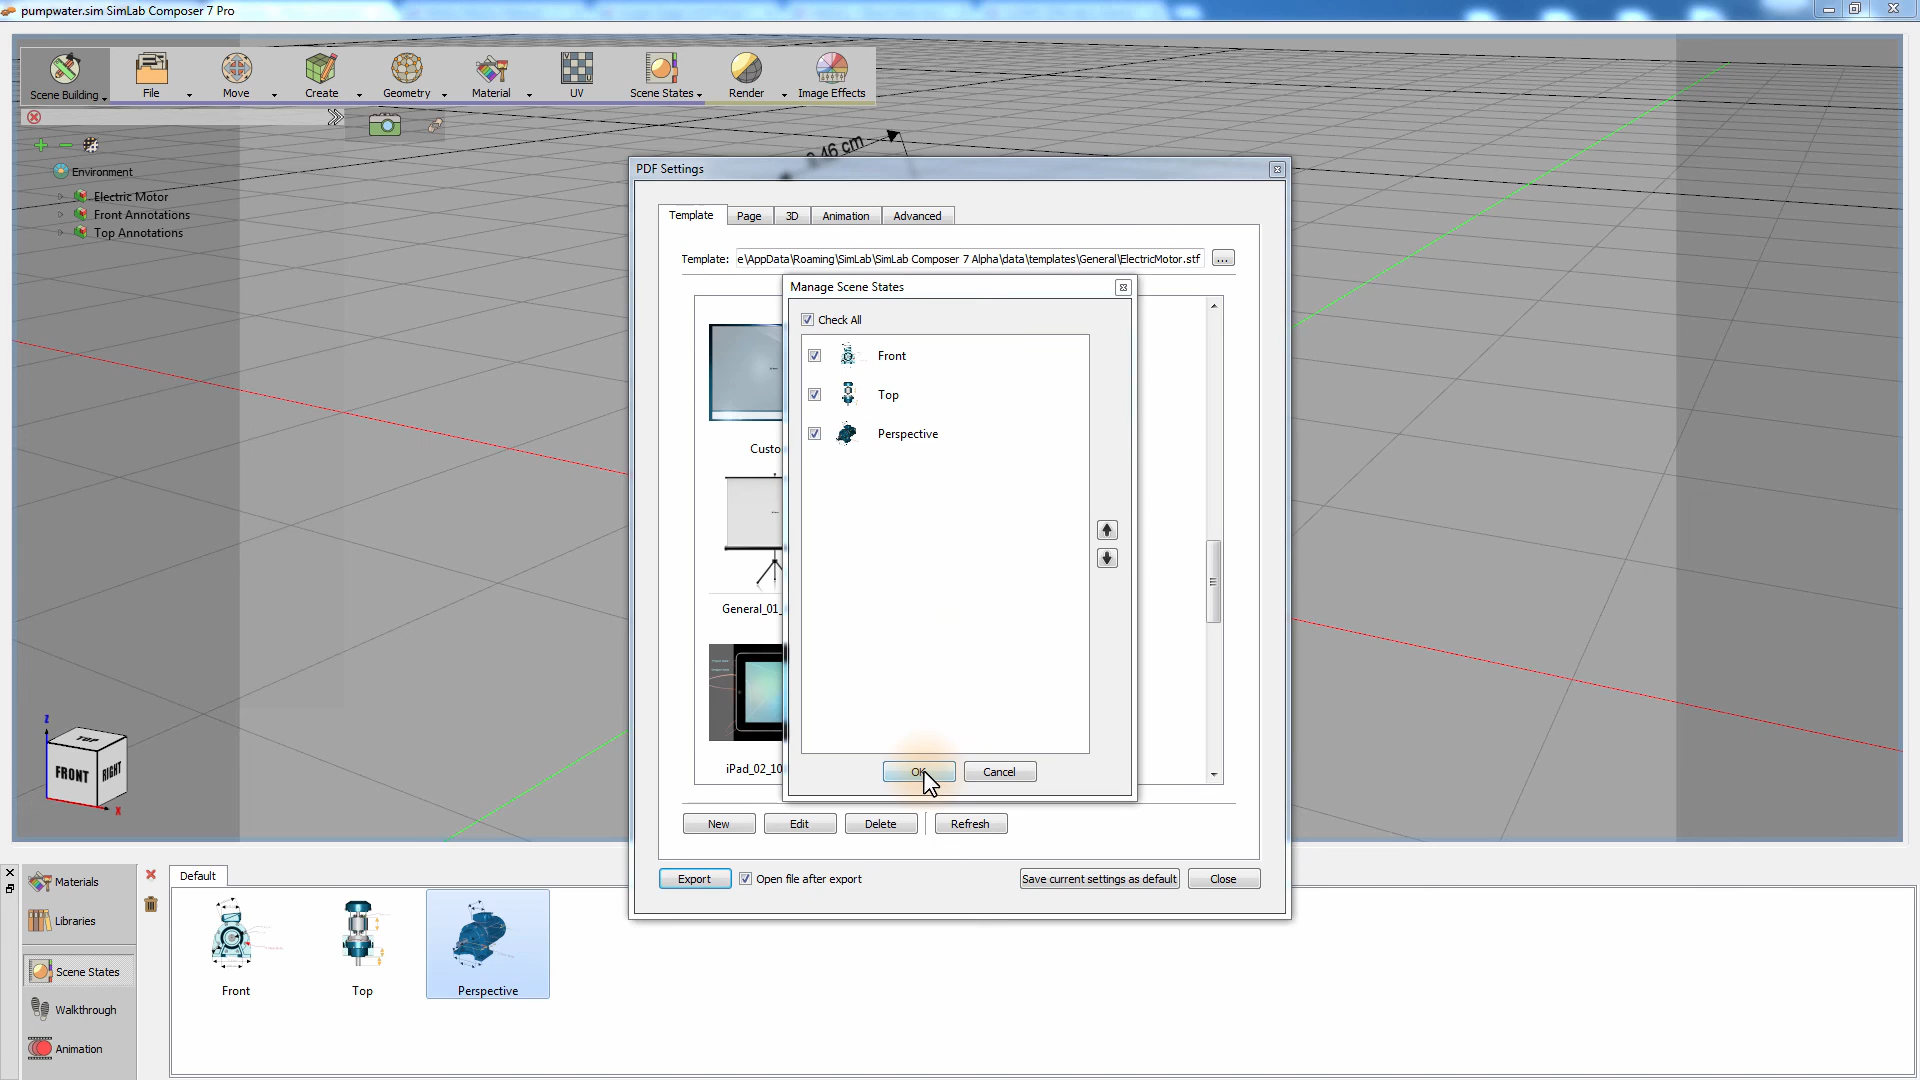 pumpwater.sim SimLab Composer 7 Pro
Scene Building
File
Move
Create
Geometry
Material
UV
Scene States
Render
Image Effects
Environment
Electric Motor
Front Annotations
Top Annotations
.46 cm
PDF Settings
Template
Page
3D
Animation
Advanced
Template: e\AppData\Roaming\SimLab\SimLab Composer 7 Alpha\data\templates\General\ElectricMotor.stf ...
Manage Scene States
Check All
Front
Top
Perspective
Custo
General_01_
iPad_02_10
OK
Cancel
New
Edit
Delete
Refresh
Export
Open file after export
Save current settings as default
Close
Z
TOP
FRONT
RIGHT
X
Materials
Libraries
Scene States
Walkthrough
Animation
Default
Front
Top
Perspective